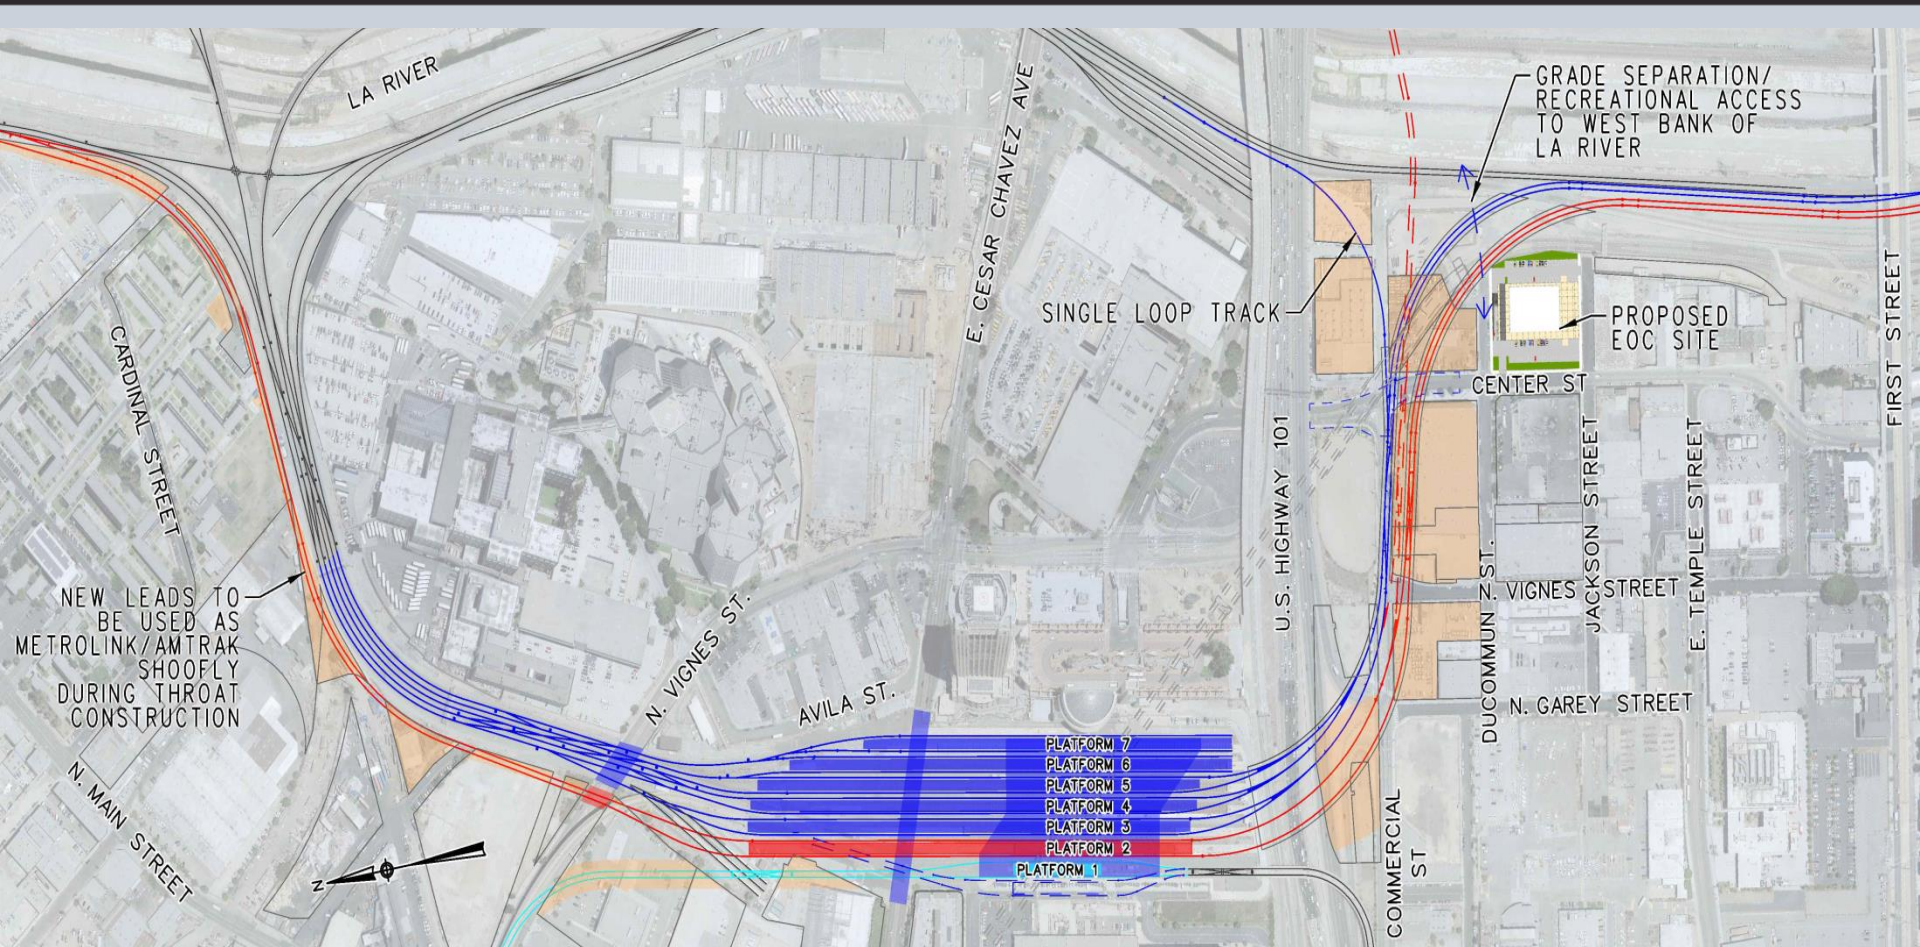 LA RIVER
E. CESAR CHAVEZ AVE
GRADE SEPARATION/
RECREATIONAL ACCESS
TO WEST BANK OF
LA RIVER
SINGLE LOOP TRACK
PROPOSED
EOC SITE
CENTER ST
FIRST STREET
CARDINAL STREET
U.S. HIGHWAY 101
JACKSON STREET
E. TEMPLE STREET
NEW LEADS TO
BE USED AS
METROLINK/AMTRAK
SHOOFLY
DURING THROAT
CONSTRUCTION
N. VIGNES ST.
AVILA ST.
N. VIGNES STREET
DUCOMMUN ST.
N. GAREY STREET
PLATFORM 7
PLATFORM 6
PLATFORM 5
PLATFORM 4
PLATFORM 3
PLATFORM 2
PLATFORM 1
COMMERCIAL
ST
N. MAIN STREET
N